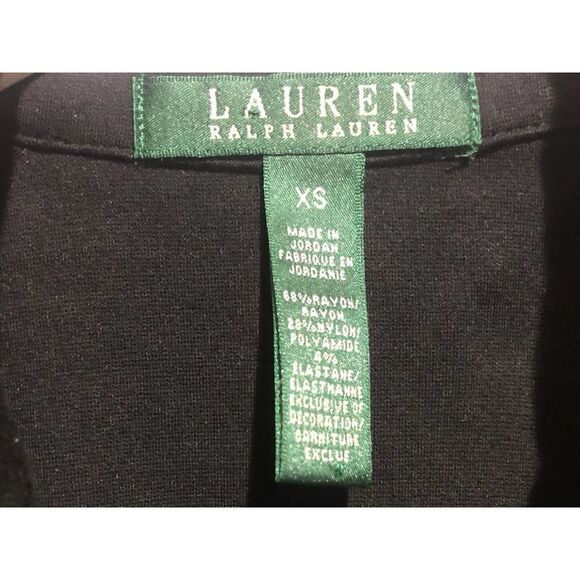 LAUREN
RALPH LAUREN
XS
MADE IN
JORDAN
FABRIQUE EN
JORDANIE
68% RAYON/
RAYON
28% NYLON/
POLYAMIDE
4%
ELASTANE/
ELASTHANNE
EXCLUSIVE OF
DECORATION/
GARNITURE
EXCLUE